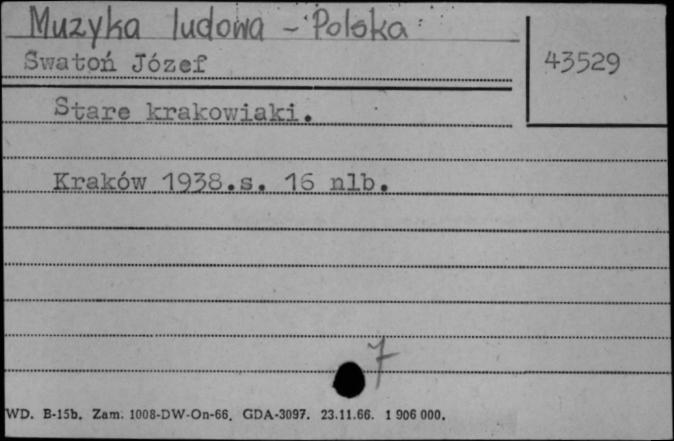 Muzyka ludowa - Polska
Swatoń Józef
43529
Stare krakowiaki.
Kraków 1938.s. 16 nlb.
7
WD. B-15b. Zam. 1008-DW-On-66. GDA-3097. 23.11.66. 1 906 000.